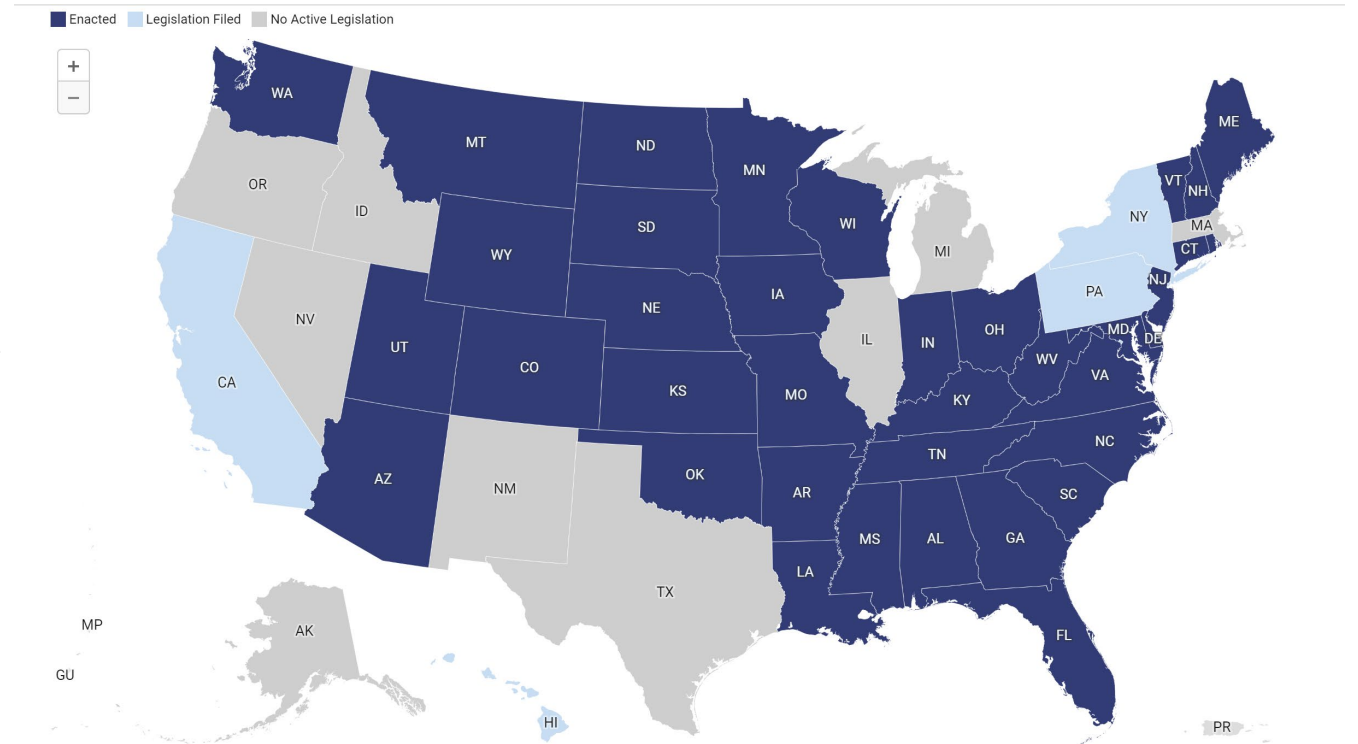 Enacted Legislation Filed No Active Legislation
+
−
WA
ME
MT
ND
MN
VT
NH
OR
ID
SD
WI
NY
MA
MI
CT
WY
NJ
IA
PA
NE
NV
OH
MD
DE
IL
IN
UT
WV
CO
VA
CA
KS
MO
KY
NC
TN
AZ
OK
NM
AR
SC
MS
AL
GA
LA
TX
MP
AK
FL
GU
HI
PR